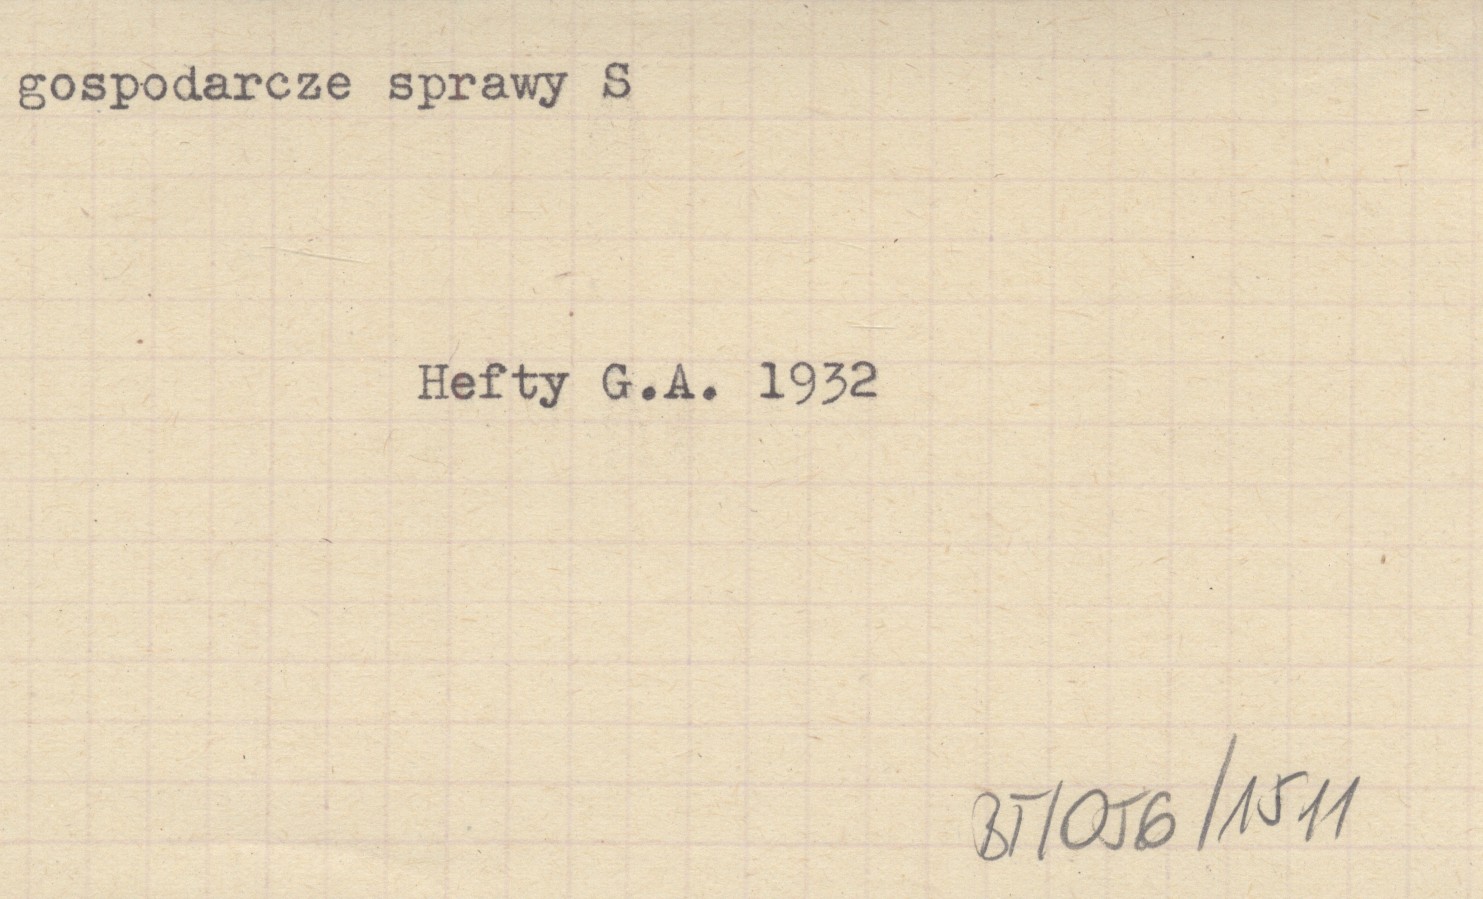 gospodarcze sprawy S
Hefty G.A. 1932
BT/056/1511